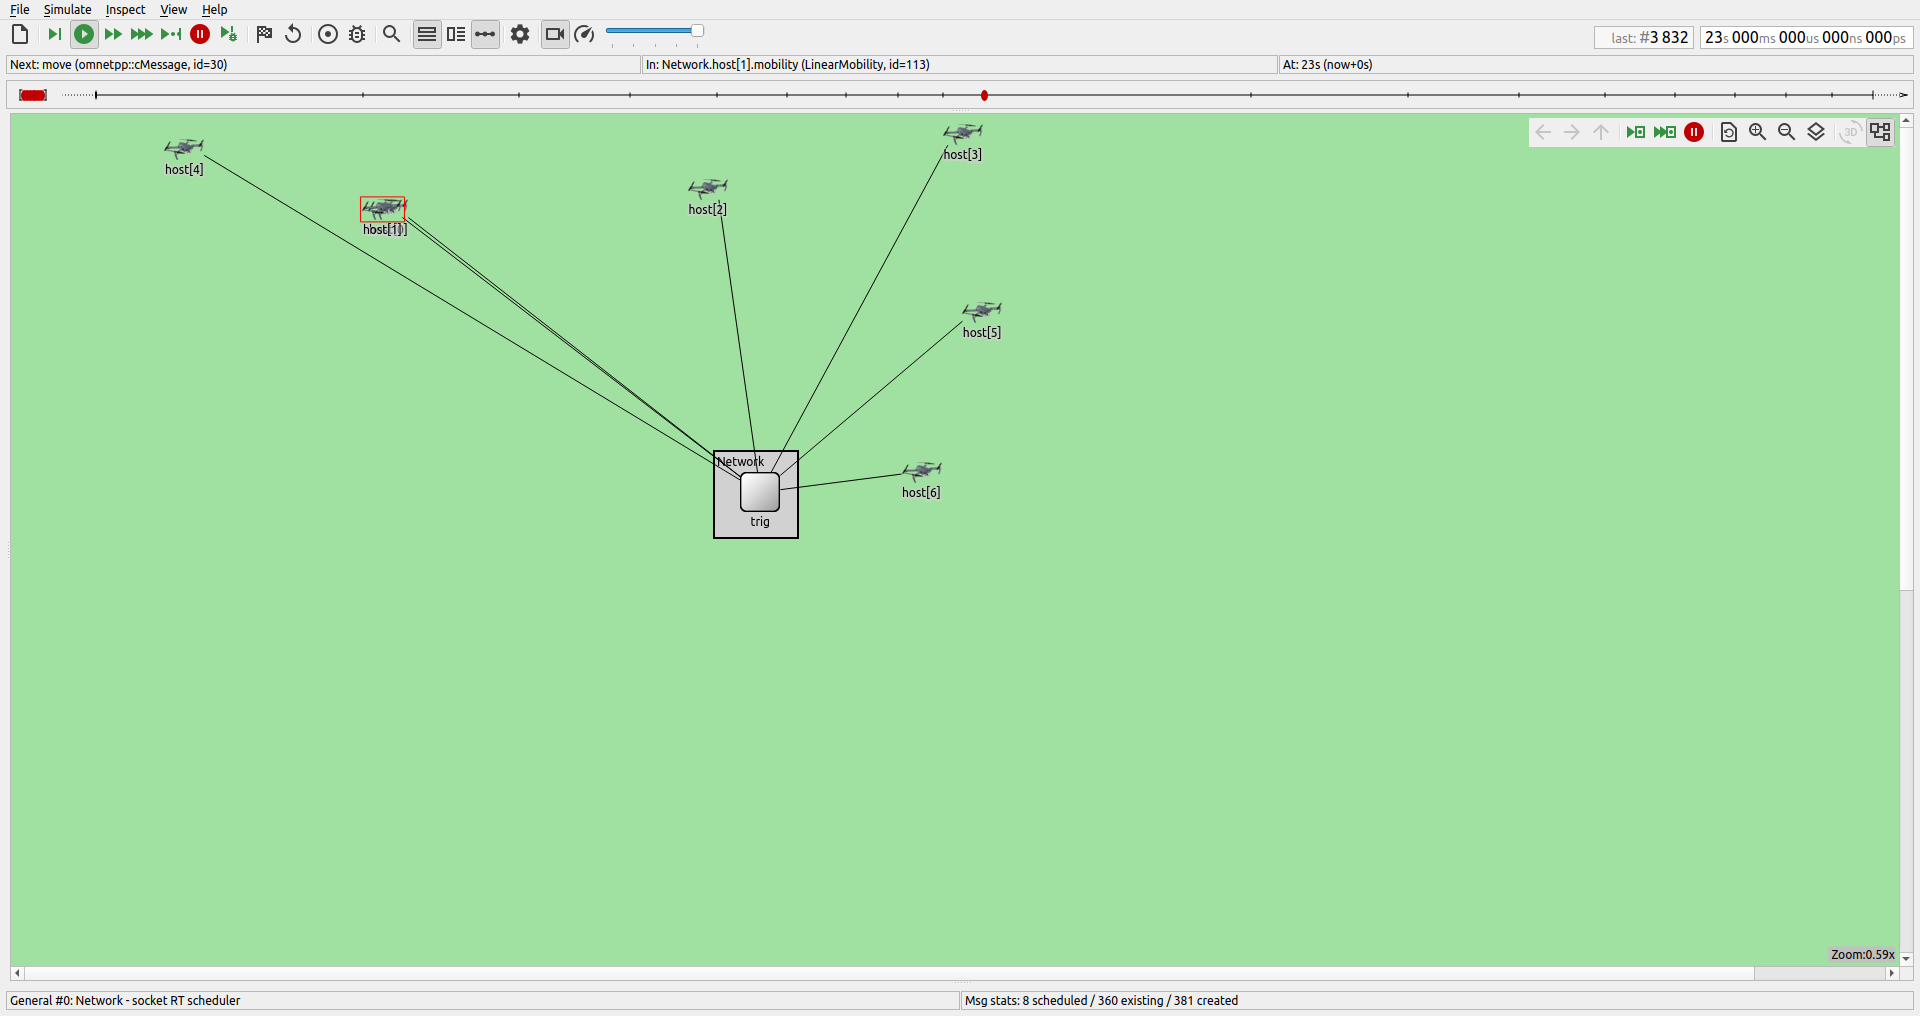 File Simulate Inspect View Help
last: #3 832 23s 000ms 000us 000ns 000ps
Next: move (omnetpp::cMessage, id=30) In: Network.host[1].mobility (LinearMobility, id=113) At: 23s (now+0s)
3D
host[4]
host[3]
host[2]
host[1]
host[5]
Network
host[6]
trig
Zoom:0.59x
General #0: Network - socket RT scheduler Msg stats: 8 scheduled / 360 existing / 381 created